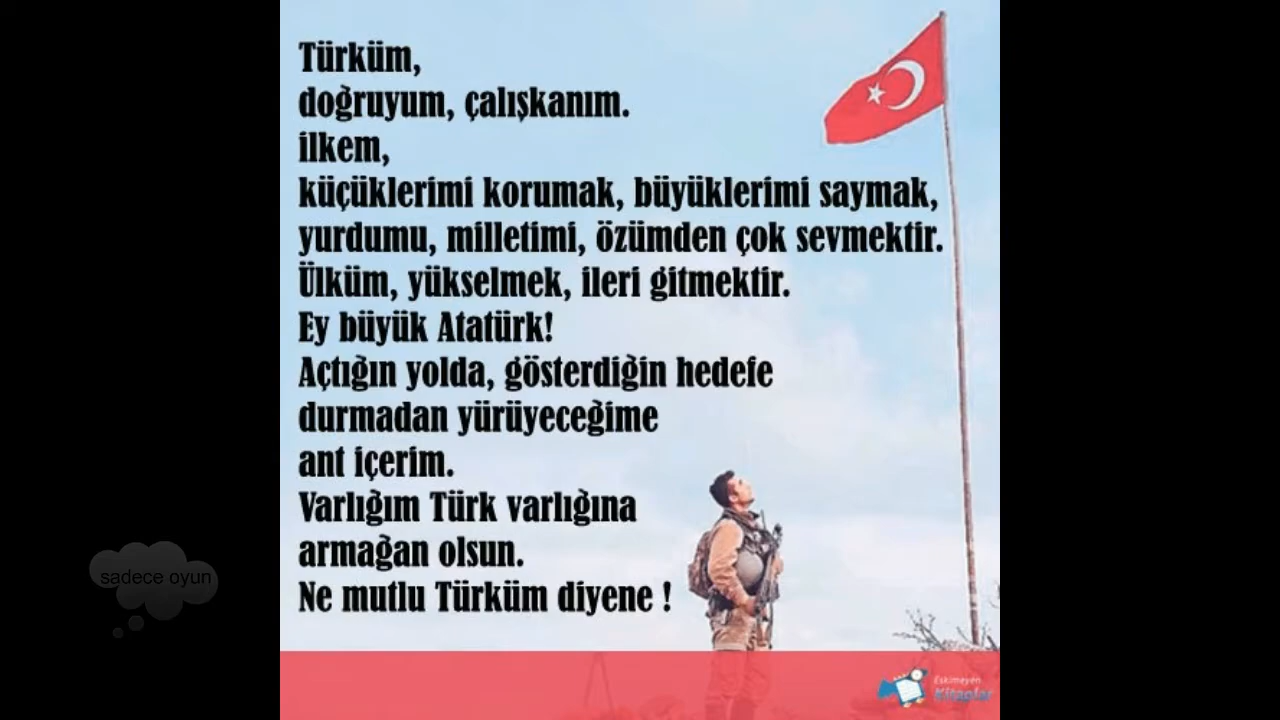 Türküm,
doğruyum, çalışkanım.
ilkem,
küçüklerimi korumak, büyüklerimi saymak,
yurdumu, milletimi, özümden çok sevmektir.
Ülküm, yükselmek, ileri gitmektir.
Ey büyük Atatürk!
Açtığın yolda, gösterdiğin hedefe
durmadan yürüyeceğime
ant içerim.
Varlığım Türk varlığına
armağan olsun.
Ne mutlu Türküm diyene !
sadece oyun
Eskimeyen
Kitaplar